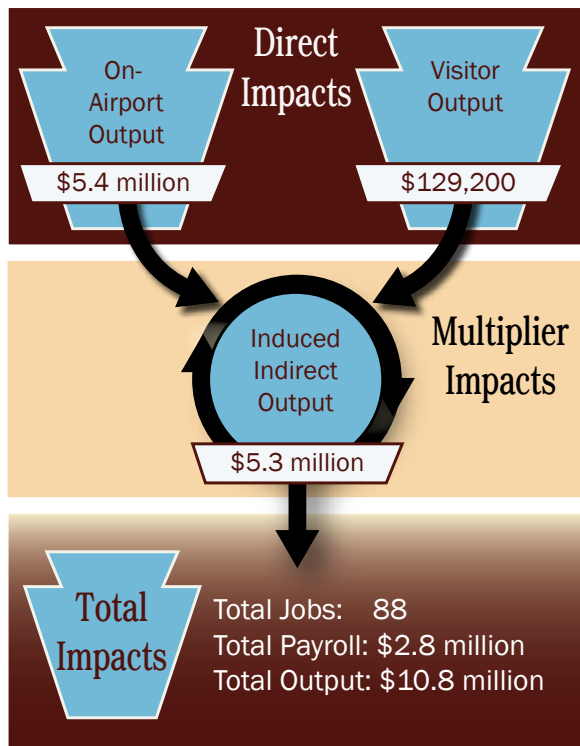 Direct
Impacts
On-
Airport
Output
$5.4 million
Visitor
Output
$129,200
Induced
Indirect
Output
$5.3 million
Multiplier
Impacts
Total
Impacts
Total Jobs: 88
Total Payroll: $2.8 million
Total Output: $10.8 million